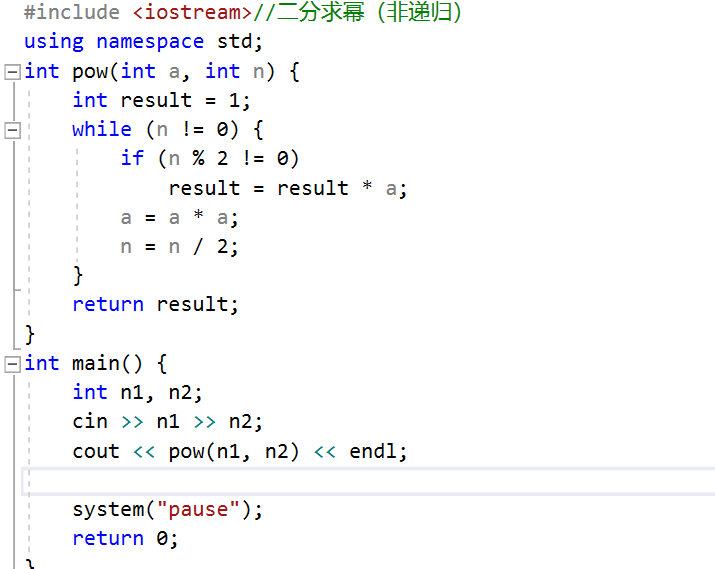 #include <iostream>//二分求幂（非递归）
using namespace std;
int pow(int a, int n) {
    int result = 1;
    while (n != 0) {
        if (n % 2 != 0)
            result = result * a;
        a = a * a;
        n = n / 2;
    }
    return result;
}
int main() {
    int n1, n2;
    cin >> n1 >> n2;
    cout << pow(n1, n2) << endl;
    system("pause");
    return 0;
}